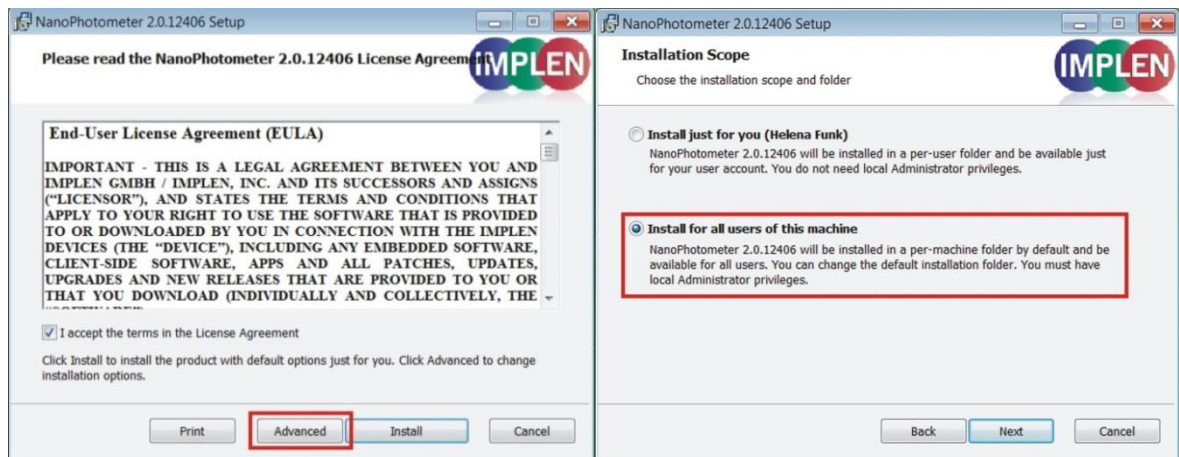 NanoPhotometer 2.0.12406 Setup
Please read the NanoPhotometer 2.0.12406 License Agreem
IMPLEN
End-User License Agreement (EULA)
IMPORTANT - THIS IS A LEGAL AGREEMENT BETWEEN YOU AND
IMPLEN GMBH / IMPLEN, INC. AND ITS SUCCESSORS AND ASSIGNS
(“LICENSOR”), AND STATES THE TERMS AND CONDITIONS THAT
APPLY TO YOUR RIGHT TO USE THE SOFTWARE THAT IS PROVIDED
TO OR DOWNLOADED BY YOU IN CONNECTION WITH THE IMPLEN
DEVICES (THE “DEVICE”), INCLUDING ANY EMBEDDED SOFTWARE,
CLIENT-SIDE SOFTWARE, APPS AND ALL PATCHES, UPDATES,
UPGRADES AND NEW RELEASES THAT ARE PROVIDED TO YOU OR
THAT YOU DOWNLOAD (INDIVIDUALLY AND COLLECTIVELY, THE
I accept the terms in the License Agreement
Click Install to install the product with default options just for you. Click Advanced to change
installation options.
Print Advanced Install Cancel
NanoPhotometer 2.0.12406 Setup
Installation Scope
Choose the installation scope and folder
IMPLEN
Install just for you (Helena Funk)
NanoPhotometer 2.0.12406 will be installed in a per-user folder and be available just
for your user account. You do not need local Administrator privileges.
Install for all users of this machine
NanoPhotometer 2.0.12406 will be installed in a per-machine folder by default and be
available for all users. You can change the default installation folder. You must have
local Administrator privileges.
Back Next Cancel